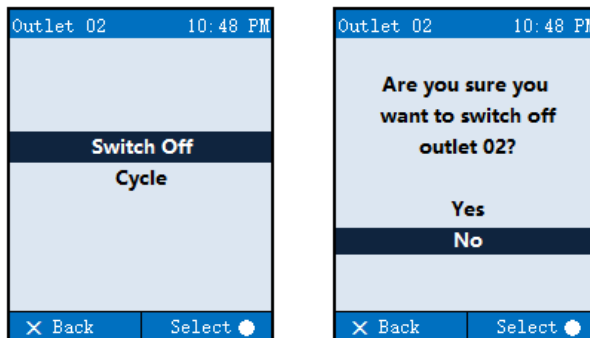 Outlet 02 10:48 PM
Switch Off
Cycle
X Back Select
Outlet 02 10:48 PM
Are you sure you
want to switch off
outlet 02?
Yes
No
X Back Select